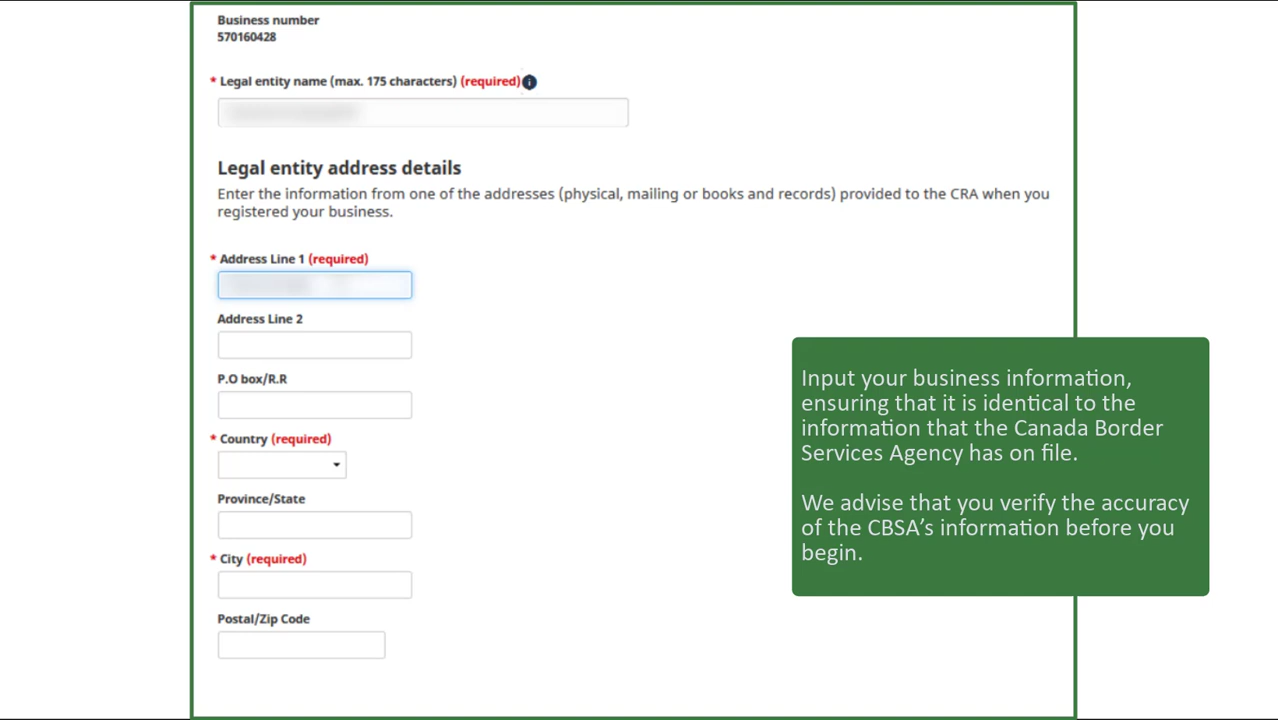 Business number
570160428
* Legal entity name (max. 175 characters) (required) i
Legal entity address details
Enter the information from one of the addresses (physical, mailing or books and records) provided to the CRA when you
registered your business.
* Address Line 1 (required)
Address Line 2
P.O box/R.R
* Country (required)
Province/State
* City (required)
Postal/Zip Code
Input your business information,
ensuring that it is identical to the
information that the Canada Border
Services Agency has on file.
We advise that you verify the accuracy
of the CBSA’s information before you
begin.